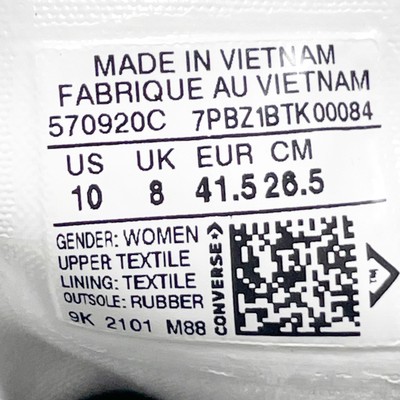 MADE IN VIETNAM
FABRIQUE AU VIETNAM
570920C 7PBZ1BTK00084
US UK EUR CM
10 8 41.5 26.5
GENDER: WOMEN
UPPER TEXTILE
LINING: TEXTILE
OUTSOLE: RUBBER
9K 2101 M88
CONVERSE
TM